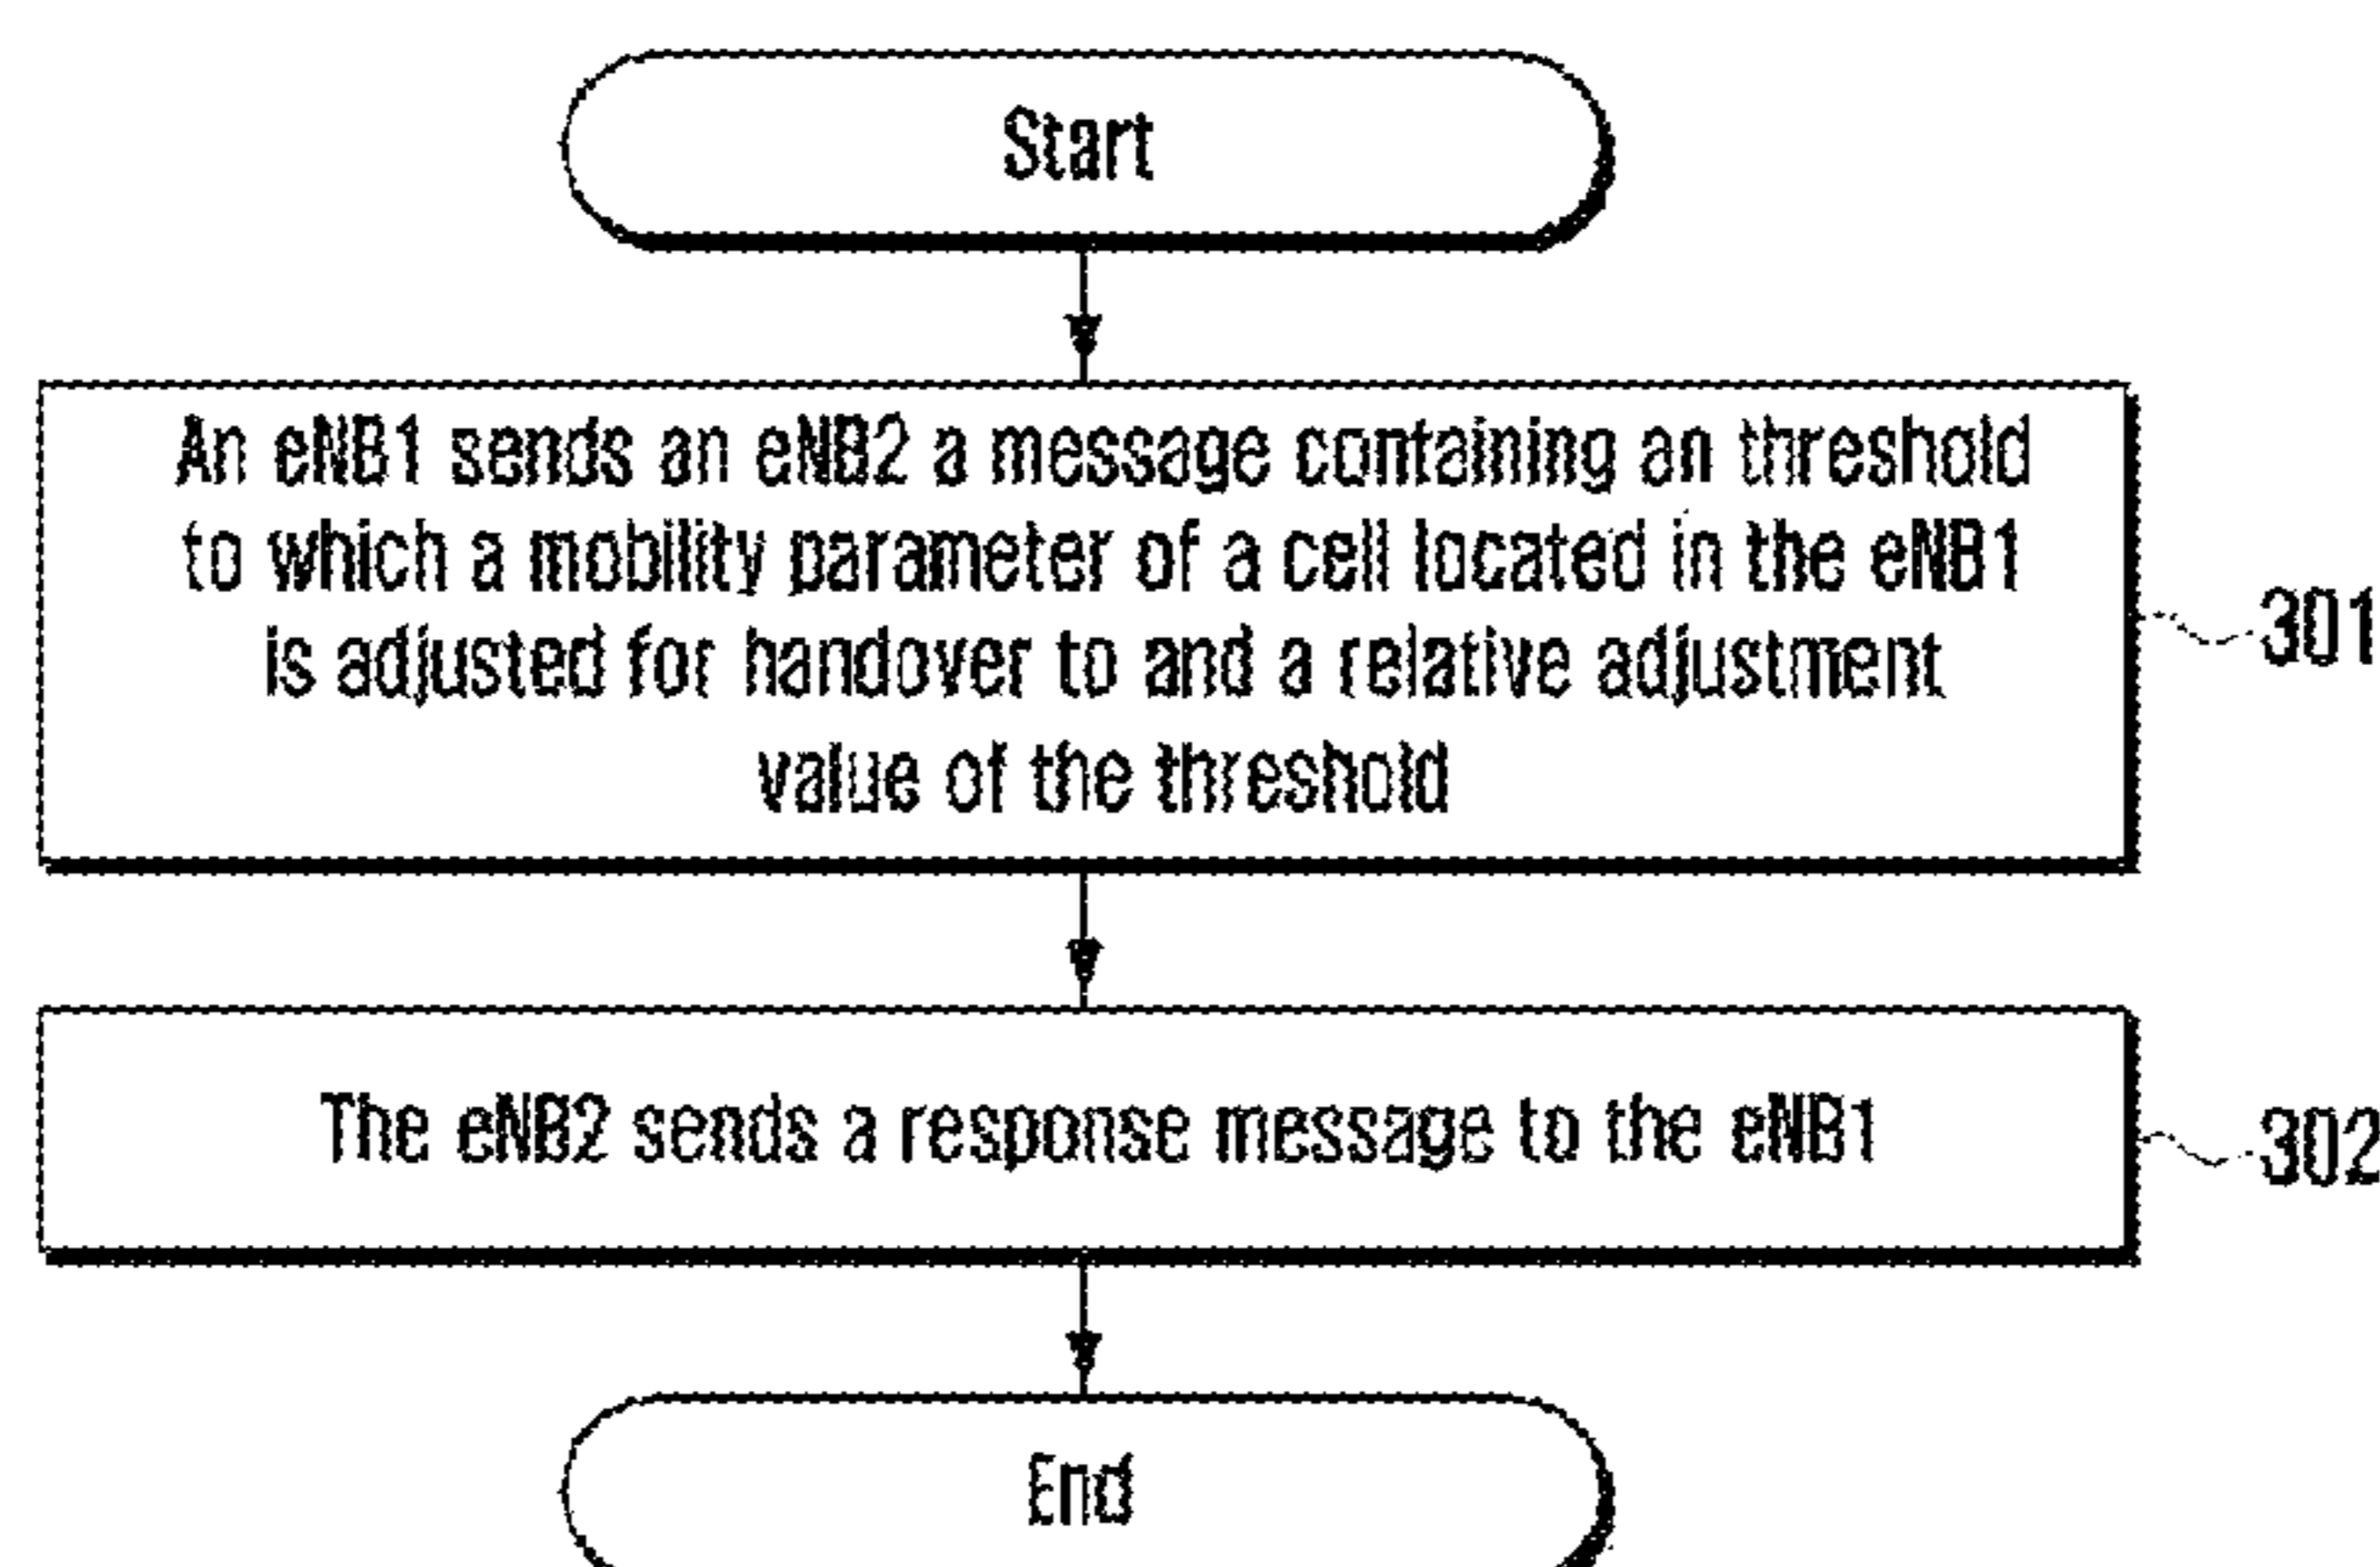 Start
An eNB1 sends an eNB2 a message containing an threshold
to which a mobility parameter of a cell located in the eNB1
is adjusted for handover to and a relative adjustment
value of the threshold
301
The eNB2 sends a response message to the eNB1
302
End